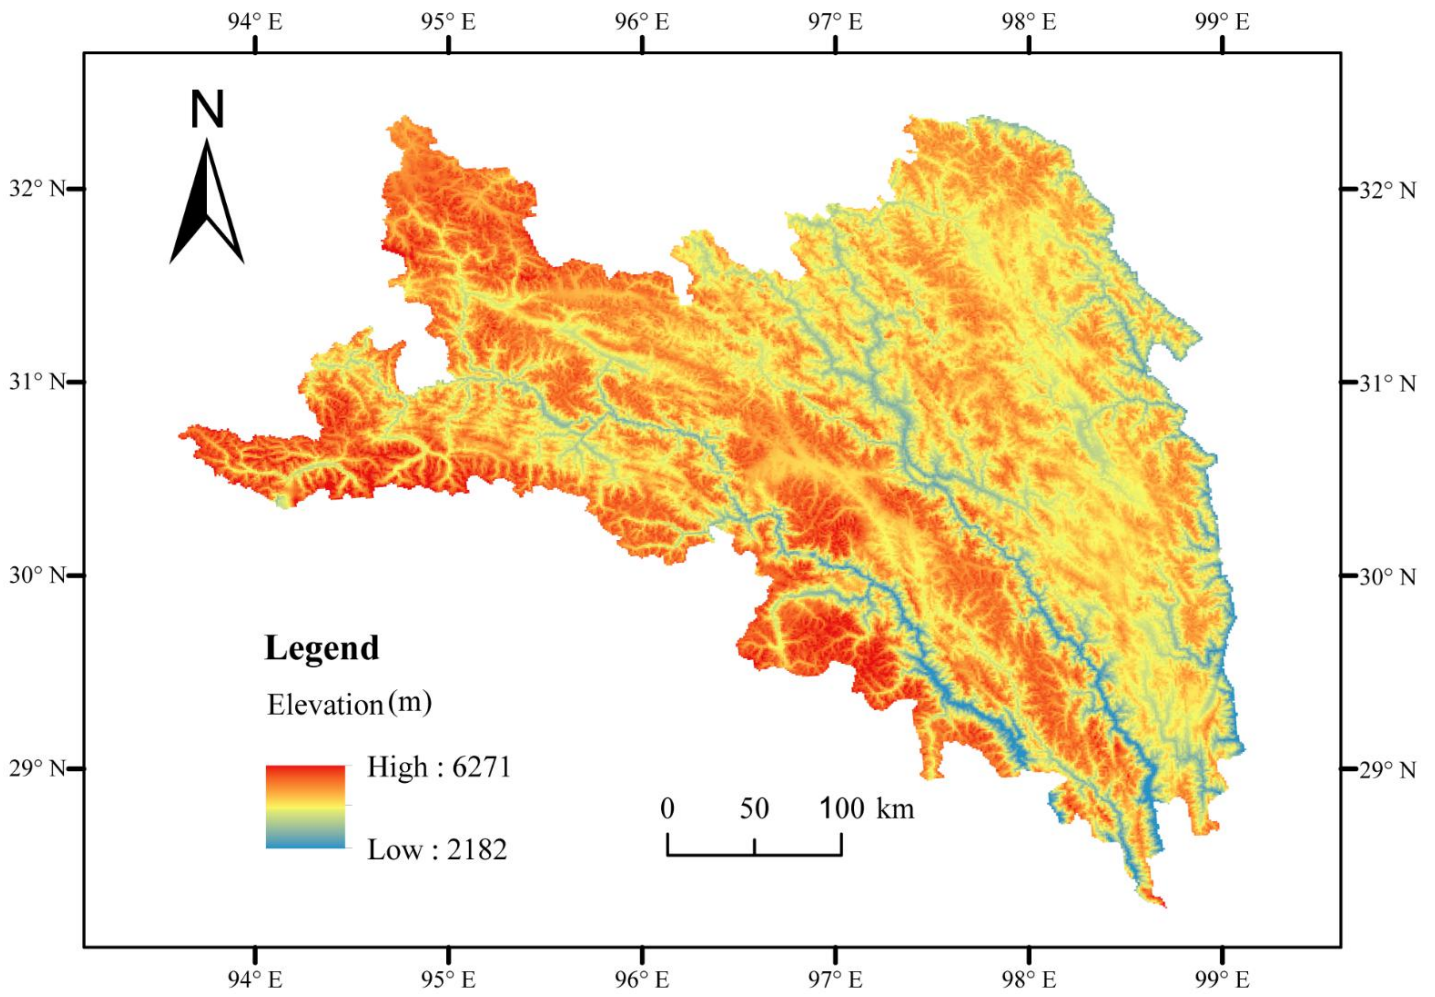 94° E 95° E 96° E 97° E 98° E 99° E
N
32° N 32° N
31° N 31° N
30° N 30° N
Legend
Elevation (m)
High : 6271
29° N 29° N
0 50 100 km
Low : 2182
94° E 95° E 96° E 97° E 98° E 99° E